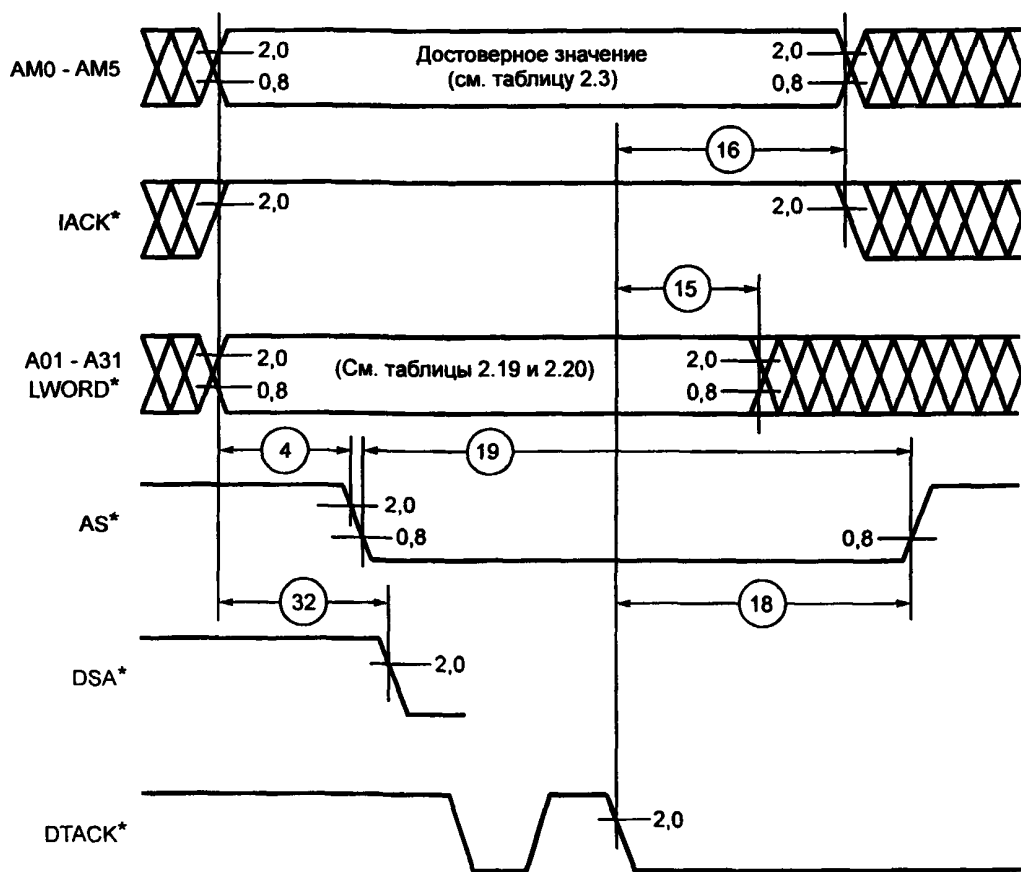 AM0 - AM5
2,0
0,8
Достоверное значение
(см. таблицу 2.3)
2,0
0,8
16
IACK*
2,0
2,0
15
A01 - A31
LWORD*
2,0
0,8
(См. таблицы 2.19 и 2.20)
2,0
0,8
4
19
AS*
2,0
0,8
0,8
32
18
DSA*
2,0
DTACK*
2,0